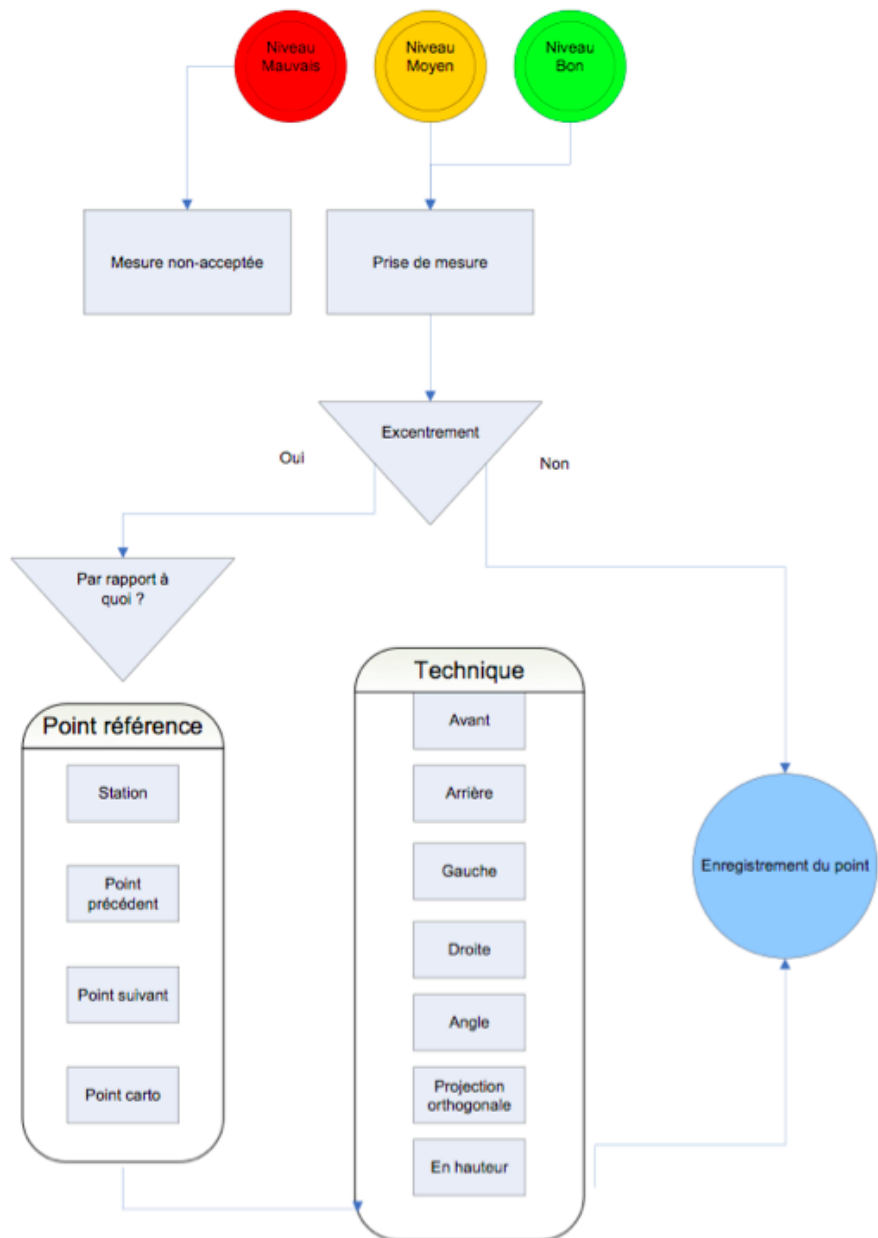 Niveau
Mauvais
Niveau
Moyen
Niveau
Bon
Mesure non-acceptée
Prise de mesure
Excentrement
Oui
Non
Par rapport à
quoi ?
Technique
Point référence
Avant
Station
Arrière
Gauche
Enregistrement du point
Point
précédent
Droite
Point suivant
Angle
Point carto
Projection
orthogonale
En hauteur